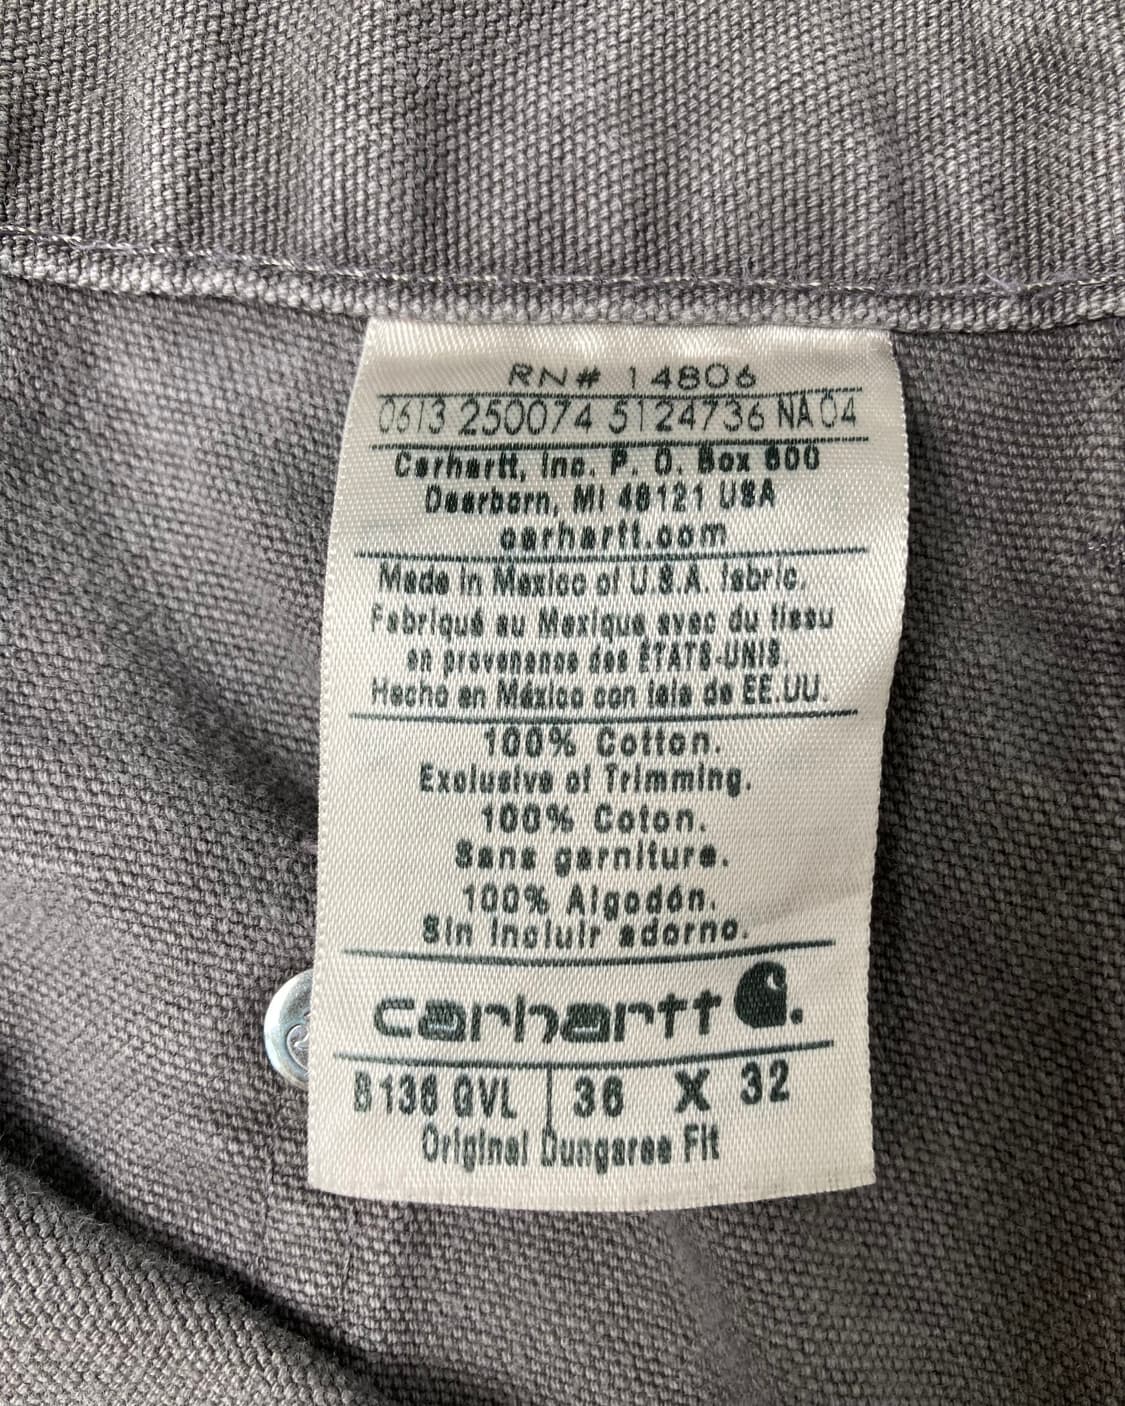 RN# 14806
0613 250074 5124736 NA 04
Carhartt, Inc. P. O. Box 600
Dearborn, MI 48121 USA
carhartt.com
Made in Mexico of U.S.A. fabric.
Fabriqué au Mexique avec du tissu
en provenance des ÉTATS-UNIS.
Hecho en México con tela de EE.UU.
100% Cotton.
Exclusive of Trimming.
100% Coton.
Sans garniture.
100% Algodón.
Sin incluir adorno.
carhartt
B136 GVL 36 X 32
Original Dungaree Fit